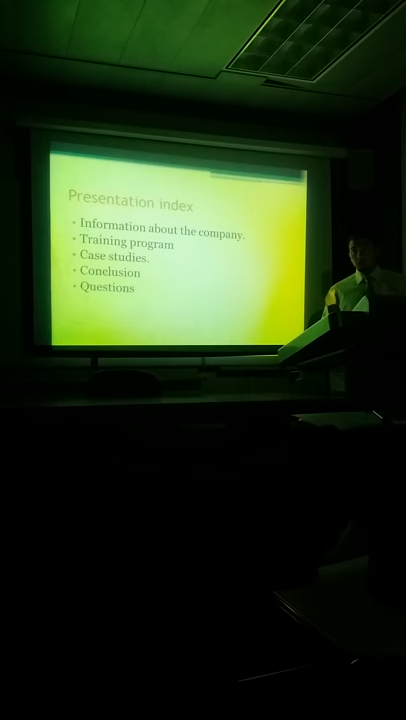 Presentation index
• Information about the company.
• Training program
• Case studies.
• Conclusion
• Questions